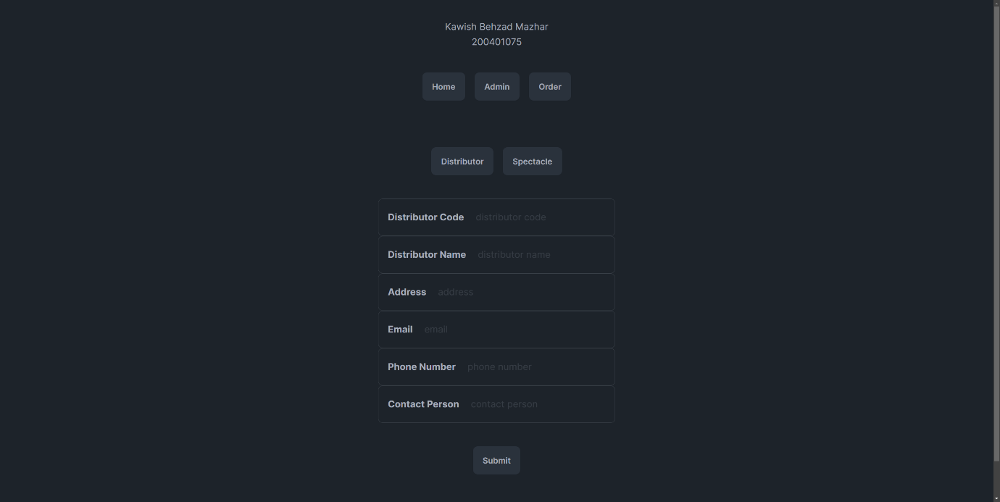 Kawish Behzad Mazhar
200401075
Home Admin Order
Distributor Spectacle
Distributor Code distributor code
Distributor Name distributor name
Address address
Email email
Phone Number phone number
Contact Person contact person
Submit